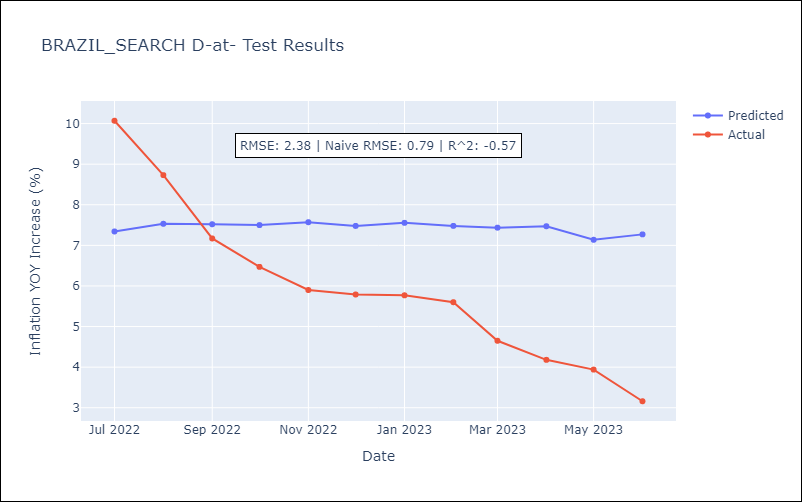 BRAZIL_SEARCH D-at- Test Results
RMSE: 2.38 | Naive RMSE: 0.79 | R^2: -0.57
Predicted
Actual
Inflation YOY Increase (%)
10
9
8
7
6
5
4
3
Jul 2022 Sep 2022 Nov 2022 Jan 2023 Mar 2023 May 2023
Date